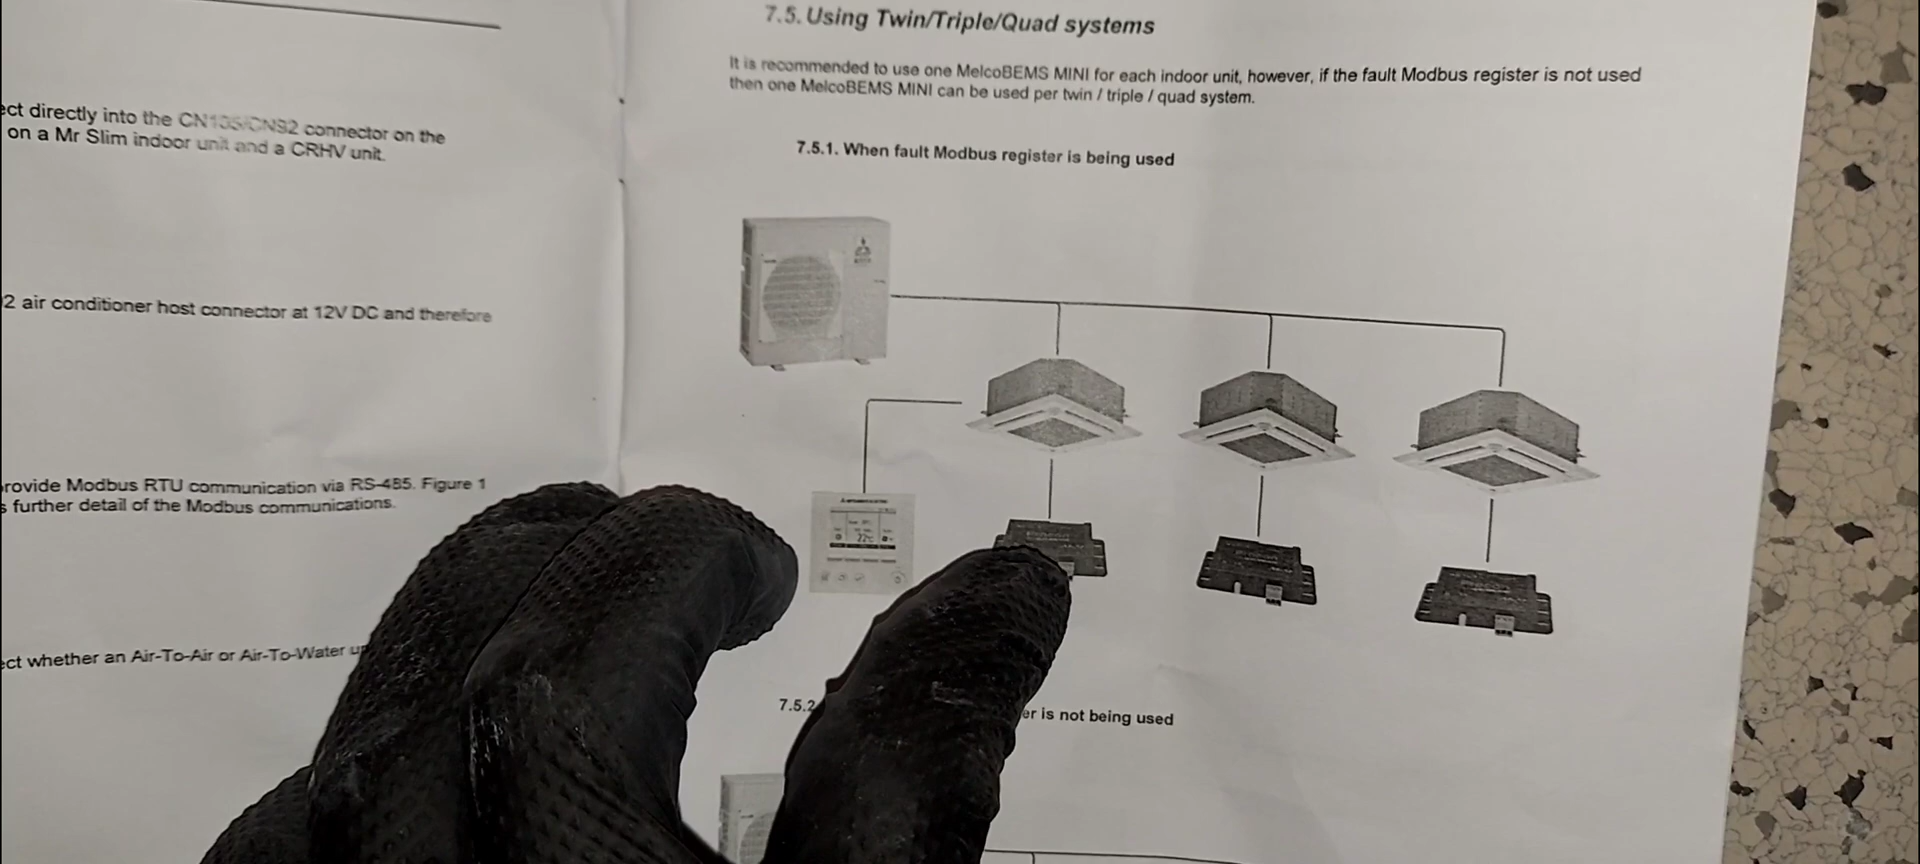 ect directly into the CN105/CN92 connector on the
on a Mr Slim indoor unit and a CRHV unit.
2 air conditioner host connector at 12V DC and therefore
rovide Modbus RTU communication via RS-485. Figure 1
s further detail of the Modbus communications.
ect whether an Air-To-Air or Air-To-Water
7.5. Using Twin/Triple/Quad systems
It is recommended to use one MelcoBEMS MINI for each indoor unit, however, if the fault Modbus register is not used
then one MelcoBEMS MINI can be used per twin / triple / quad system.
7.5.1. When fault Modbus register is being used
7.5.2
er is not being used